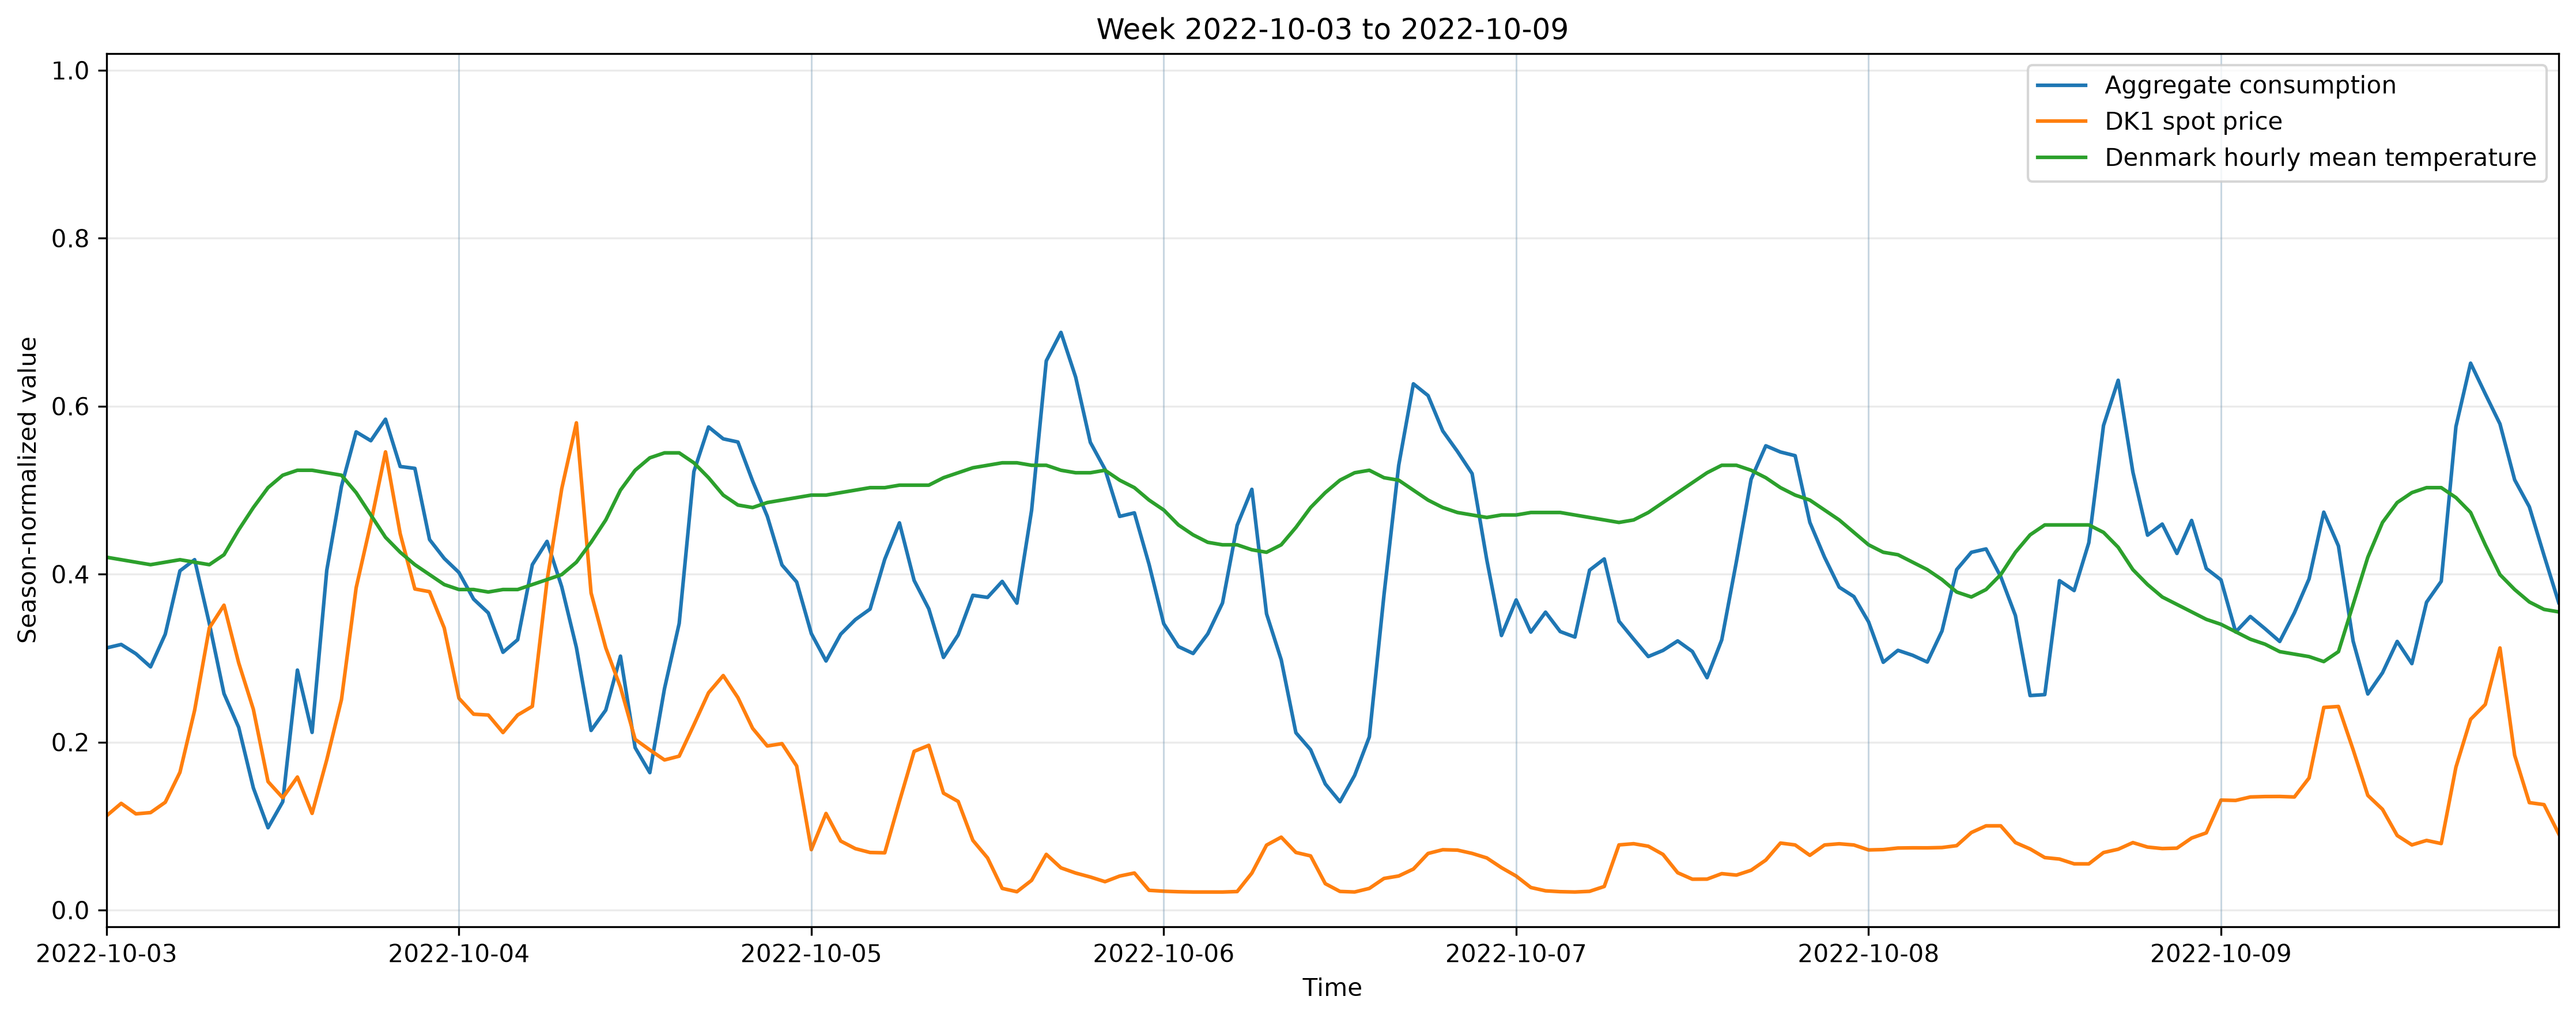 Week 2022-10-03 to 2022-10-09
Aggregate consumption
DK1 spot price
Denmark hourly mean temperature
Season-normalized value
1.0
0.8
0.6
0.4
0.2
0.0
2022-10-03
2022-10-04
2022-10-05
2022-10-06
2022-10-07
2022-10-08
2022-10-09
Time